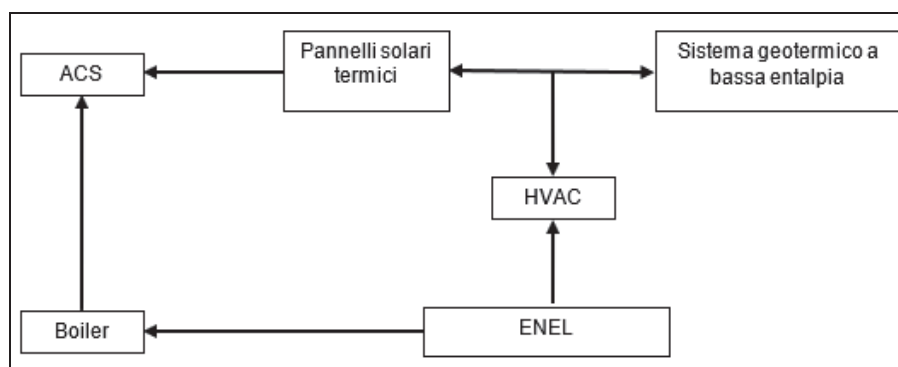 ACS
Pannelli solari
termici
Sistema geotermico a
bassa entalpia
HVAC
Boiler
ENEL